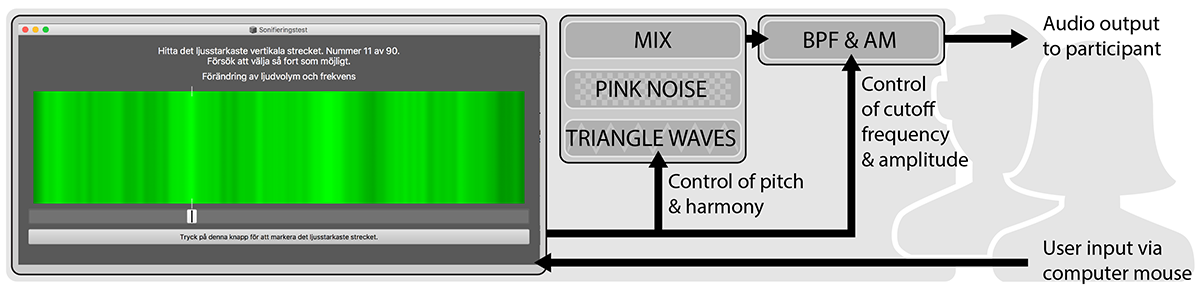 Sonifieringstest
Hitta det ljusstarkaste vertikala strecket. Nummer 11 av 90.
Försök att välja så fort som möjligt.
Förändring av ljudvolym och frekvens
Tryck på denna knapp för att markera det ljusstarkaste strecket.
MIX
PINK NOISE
TRIANGLE WAVES
Control of pitch
& harmony
BPF & AM
Control
of cutoff
frequency
& amplitude
Audio output
to participant
User input via
computer mouse